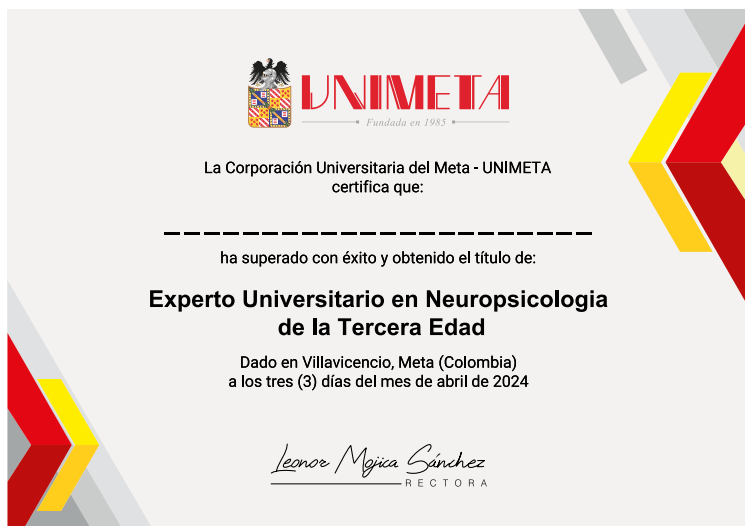 UNIMETA
Fundada en 1985
La Corporación Universitaria del Meta - UNIMETA
certifica que:
ha superado con éxito y obtenido el título de:
Experto Universitario en Neuropsicologia
de la Tercera Edad
Dado en Villavicencio, Meta (Colombia)
a los tres (3) días del mes de abril de 2024
Leonor Mojica Sánchez
RECTORA